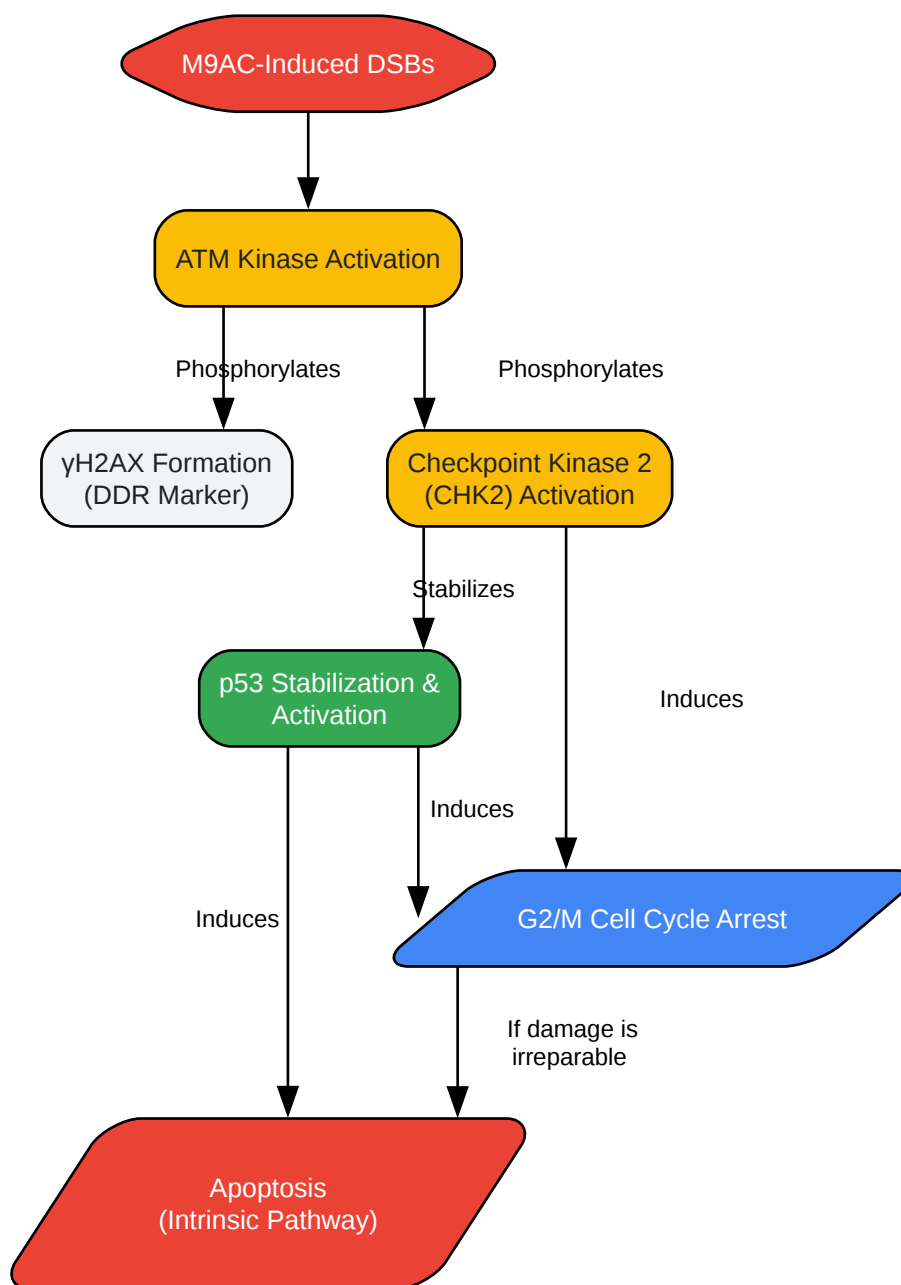 M9AC-Induced DSBs
ATM Kinase Activation
Phosphorylates
Phosphorylates
γH2AX Formation
(DDR Marker)
Checkpoint Kinase 2
(CHK2) Activation
Stabilizes
p53 Stabilization &
Activation
Induces
Induces
Induces
G2/M Cell Cycle Arrest
If damage is
irreparable
Apoptosis
(Intrinsic Pathway)